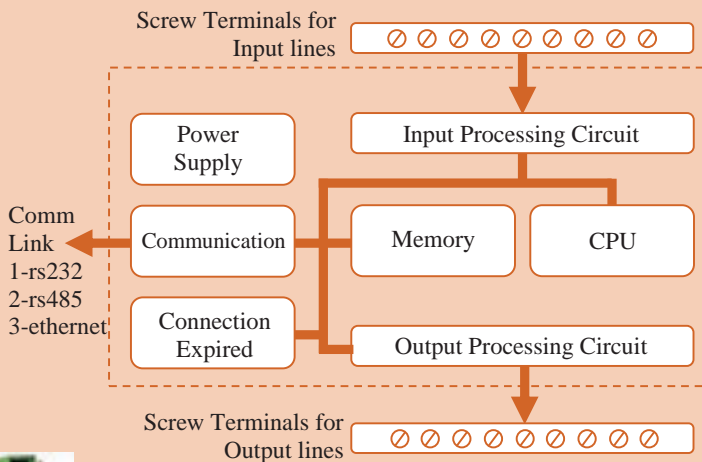 Screw Terminals for
Input lines
Power
Supply
Input Processing Circuit
Comm
Link
1-rs232
2-rs485
3-ethernet
Communication
Memory
CPU
Connection
Expired
Output Processing Circuit
Screw Terminals for
Output lines